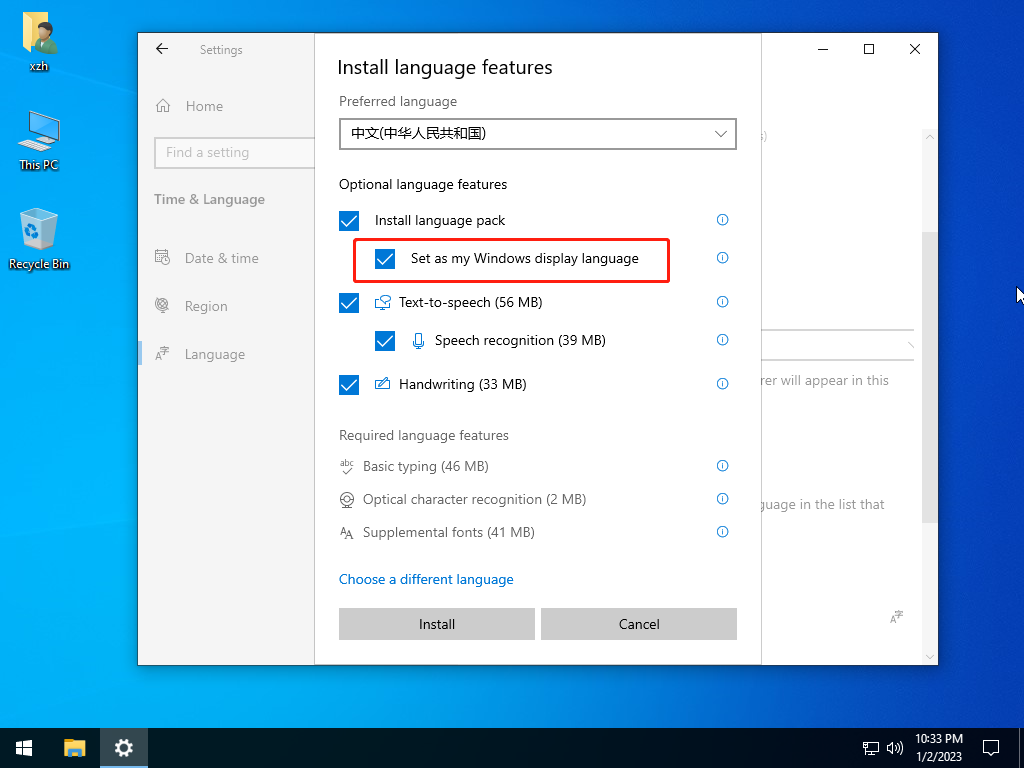 xzh
This PC
Recycle Bin
Settings
Home
Find a setting
Time & Language
Date & time
Region
Language
Install language features
Preferred language
中文(中华人民共和国)
Optional language features
Install language pack
Set as my Windows display language
Text-to-speech (56 MB)
Speech recognition (39 MB)
Handwriting (33 MB)
Required language features
abc
Basic typing (46 MB)
Optical character recognition (2 MB)
Supplemental fonts (41 MB)
Choose a different language
Install
Cancel
will appear in this
in the list that
10:33 PM
1/2/2023